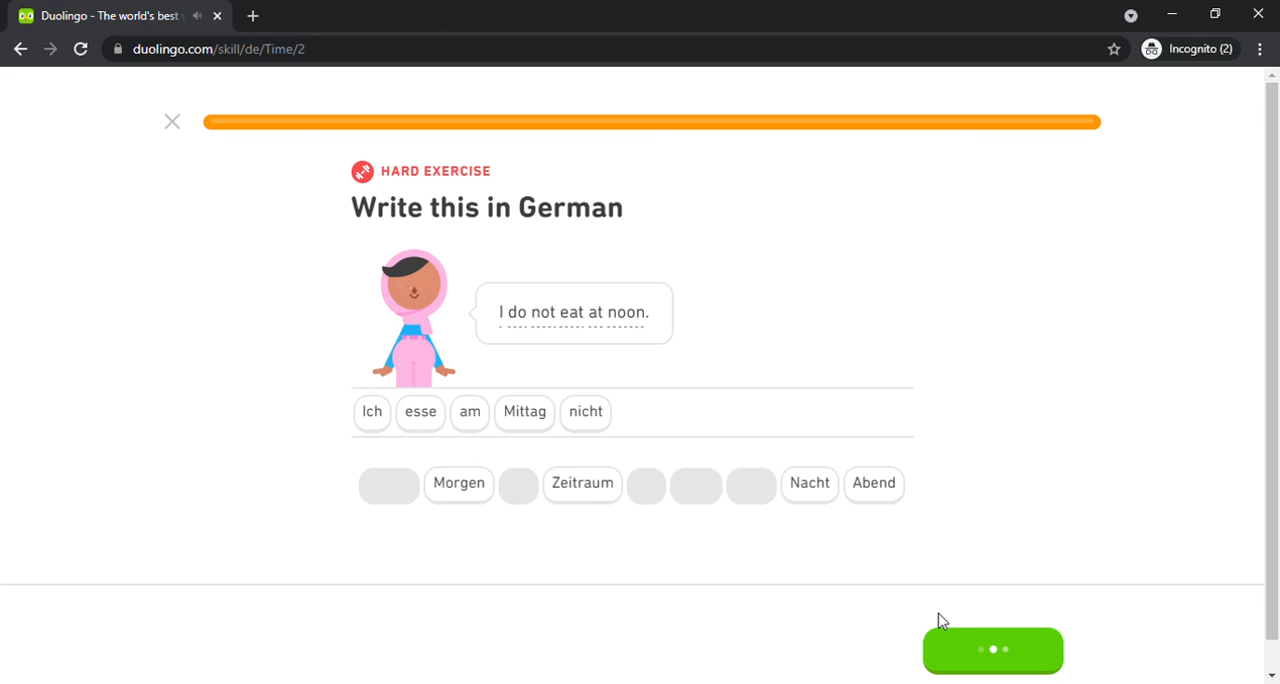 Duolingo - The world's best
duolingo.com/skill/de/Time/2
Incognito (2)
HARD EXERCISE
Write this in German
I do not eat at noon.
Ich esse am Mittag nicht
Morgen Zeitraum Nacht Abend